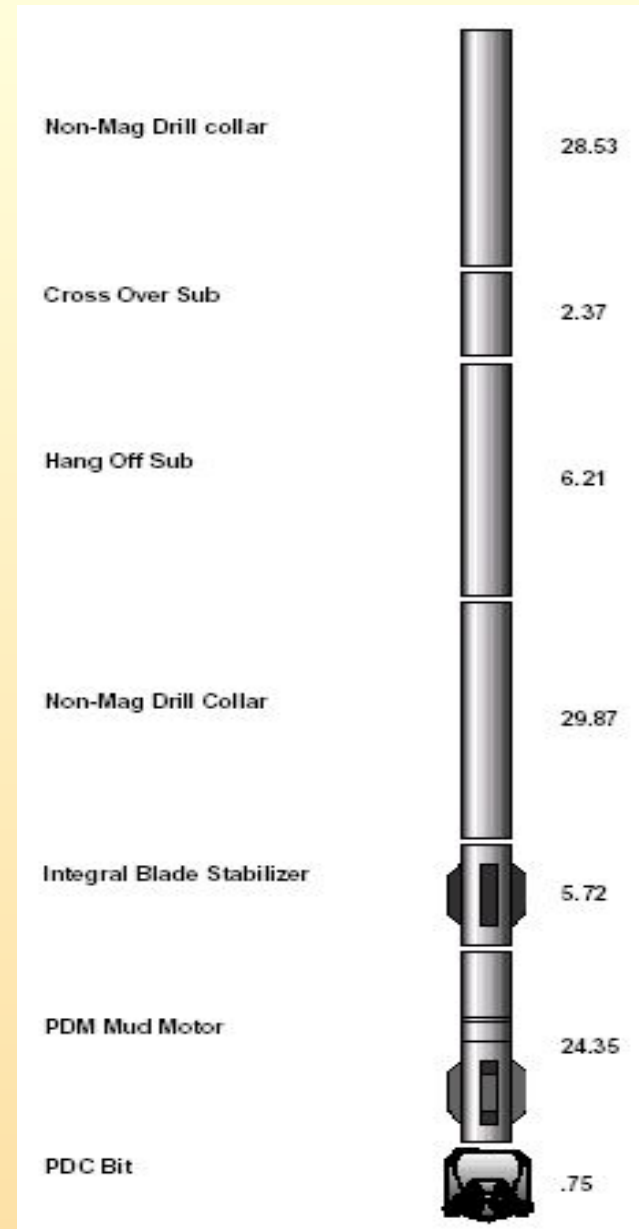 Non-Mag Drill collar
28.53
Cross Over Sub
2.37
Hang Off Sub
6.21
Non-Mag Drill Collar
29.87
Integral Blade Stabilizer
5.72
PDM Mud Motor
24.35
PDC Bit
.75